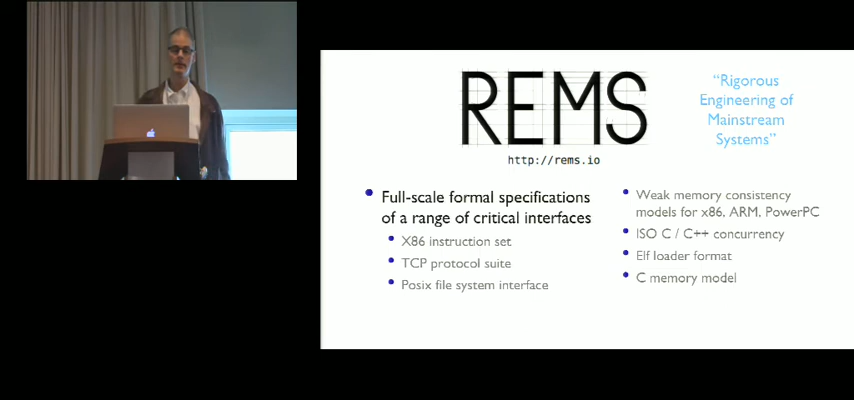 REMS
http://rems.io
“Rigorous
Engineering of
Mainstream
Systems”
Full-scale formal specifications
of a range of critical interfaces
X86 instruction set
TCP protocol suite
Posix file system interface
Weak memory consistency
models for x86, ARM, PowerPC
ISO C / C++ concurrency
Elf loader format
C memory model